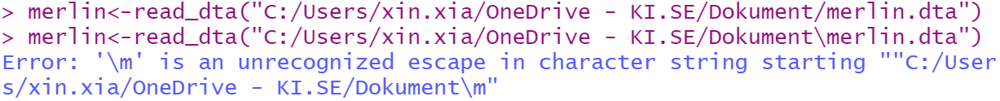 > merlin<-read_dta("C:/Users/xin.xia/OneDrive - KI.SE/Dokument/merlin.dta")
> merlin<-read_dta("C:/Users/xin.xia/OneDrive - KI.SE/Dokument\merlin.dta")
Error: '\m' is an unrecognized escape in character string starting ""C:/User
s/xin.xia/OneDrive - KI.SE/Dokument\m"